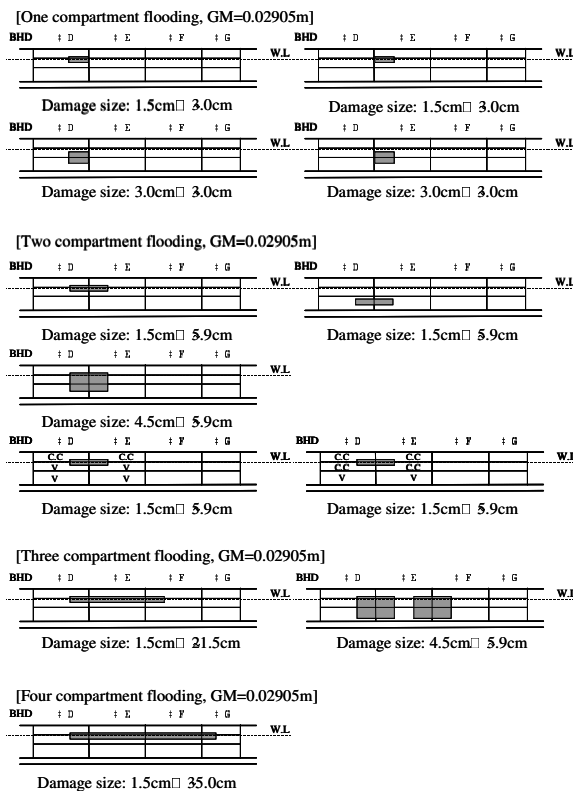 [One compartment flooding, GM=0.02905m]
BHD ‡ D ‡ E ‡ F ‡ G W.L
BHD ‡ D ‡ E ‡ F ‡ G W.L
Damage size: 1.5cm□ 3.0cm
Damage size: 1.5cm□ 3.0cm
BHD ‡ D ‡ E ‡ F ‡ G W.L
BHD ‡ D ‡ E ‡ F ‡ G W.L
Damage size: 3.0cm□ 3.0cm
Damage size: 3.0cm□ 3.0cm
[Two compartment flooding, GM=0.02905m]
BHD ‡ D ‡ E ‡ F ‡ G W.L
BHD ‡ D ‡ E ‡ F ‡ G W.L
Damage size: 1.5cm□ 5.9cm
Damage size: 1.5cm□ 5.9cm
BHD ‡ D ‡ E ‡ F ‡ G W.L
Damage size: 4.5cm□ 5.9cm
BHD ‡ D ‡ E ‡ F ‡ G W.L
C.C C.C
V V
V V
BHD ‡ D ‡ E ‡ F ‡ G W.L
C.C C.C
C.C C.C
V V
Damage size: 1.5cm□ 5.9cm
Damage size: 1.5cm□ 5.9cm
[Three compartment flooding, GM=0.02905m]
BHD ‡ D ‡ E ‡ F ‡ G W.L
BHD ‡ D ‡ E ‡ F ‡ G W.L
Damage size: 1.5cm□ 21.5cm
Damage size: 4.5cm□ 5.9cm
[Four compartment flooding, GM=0.02905m]
BHD ‡ D ‡ E ‡ F ‡ G W.L
Damage size: 1.5cm□ 35.0cm